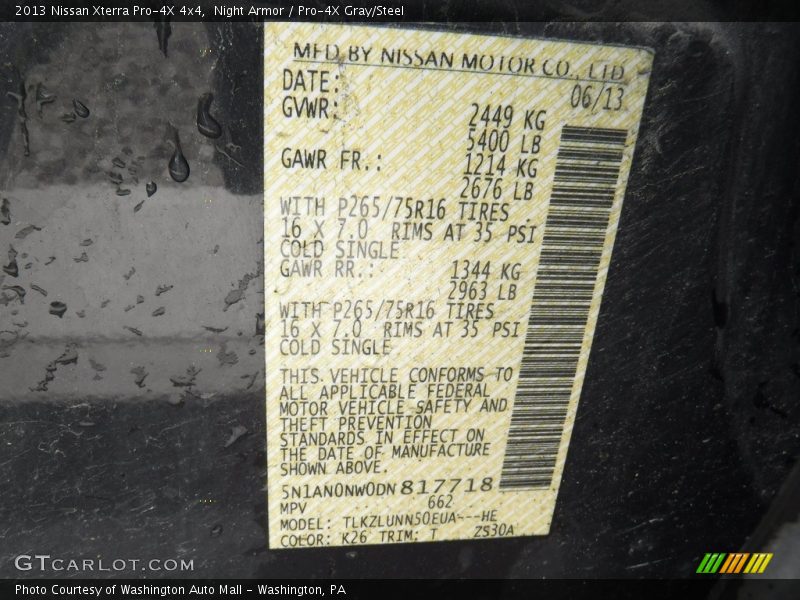 2013 Nissan Xterra Pro-4X 4x4,  Night Armor / Pro-4X Gray/Steel
MFD BY NISSAN MOTOR CO., LTD
DATE: 06/13
GVWR: 2449 KG
5400 LB
GAWR FR.: 1214 KG
2676 LB
WITH P265/75R16 TIRES
16 X 7.0 RIMS AT 35 PSI
COLD SINGLE
GAWR RR.: 1344 KG
2963 LB
WITH P265/75R16 TIRES
16 X 7.0 RIMS AT 35 PSI
COLD SINGLE
THIS VEHICLE CONFORMS TO
ALL APPLICABLE FEDERAL
MOTOR VEHICLE SAFETY AND
THEFT PREVENTION
STANDARDS IN EFFECT ON
THE DATE OF MANUFACTURE
SHOWN ABOVE.
5N1AN0NW0DN817718
MPV 662
MODEL: TLKZLUNN50EUA---HE
COLOR: K26 TRIM: T ZS30A
GTcarlot.com
Photo Courtesy of Washington Auto Mall - Washington, PA